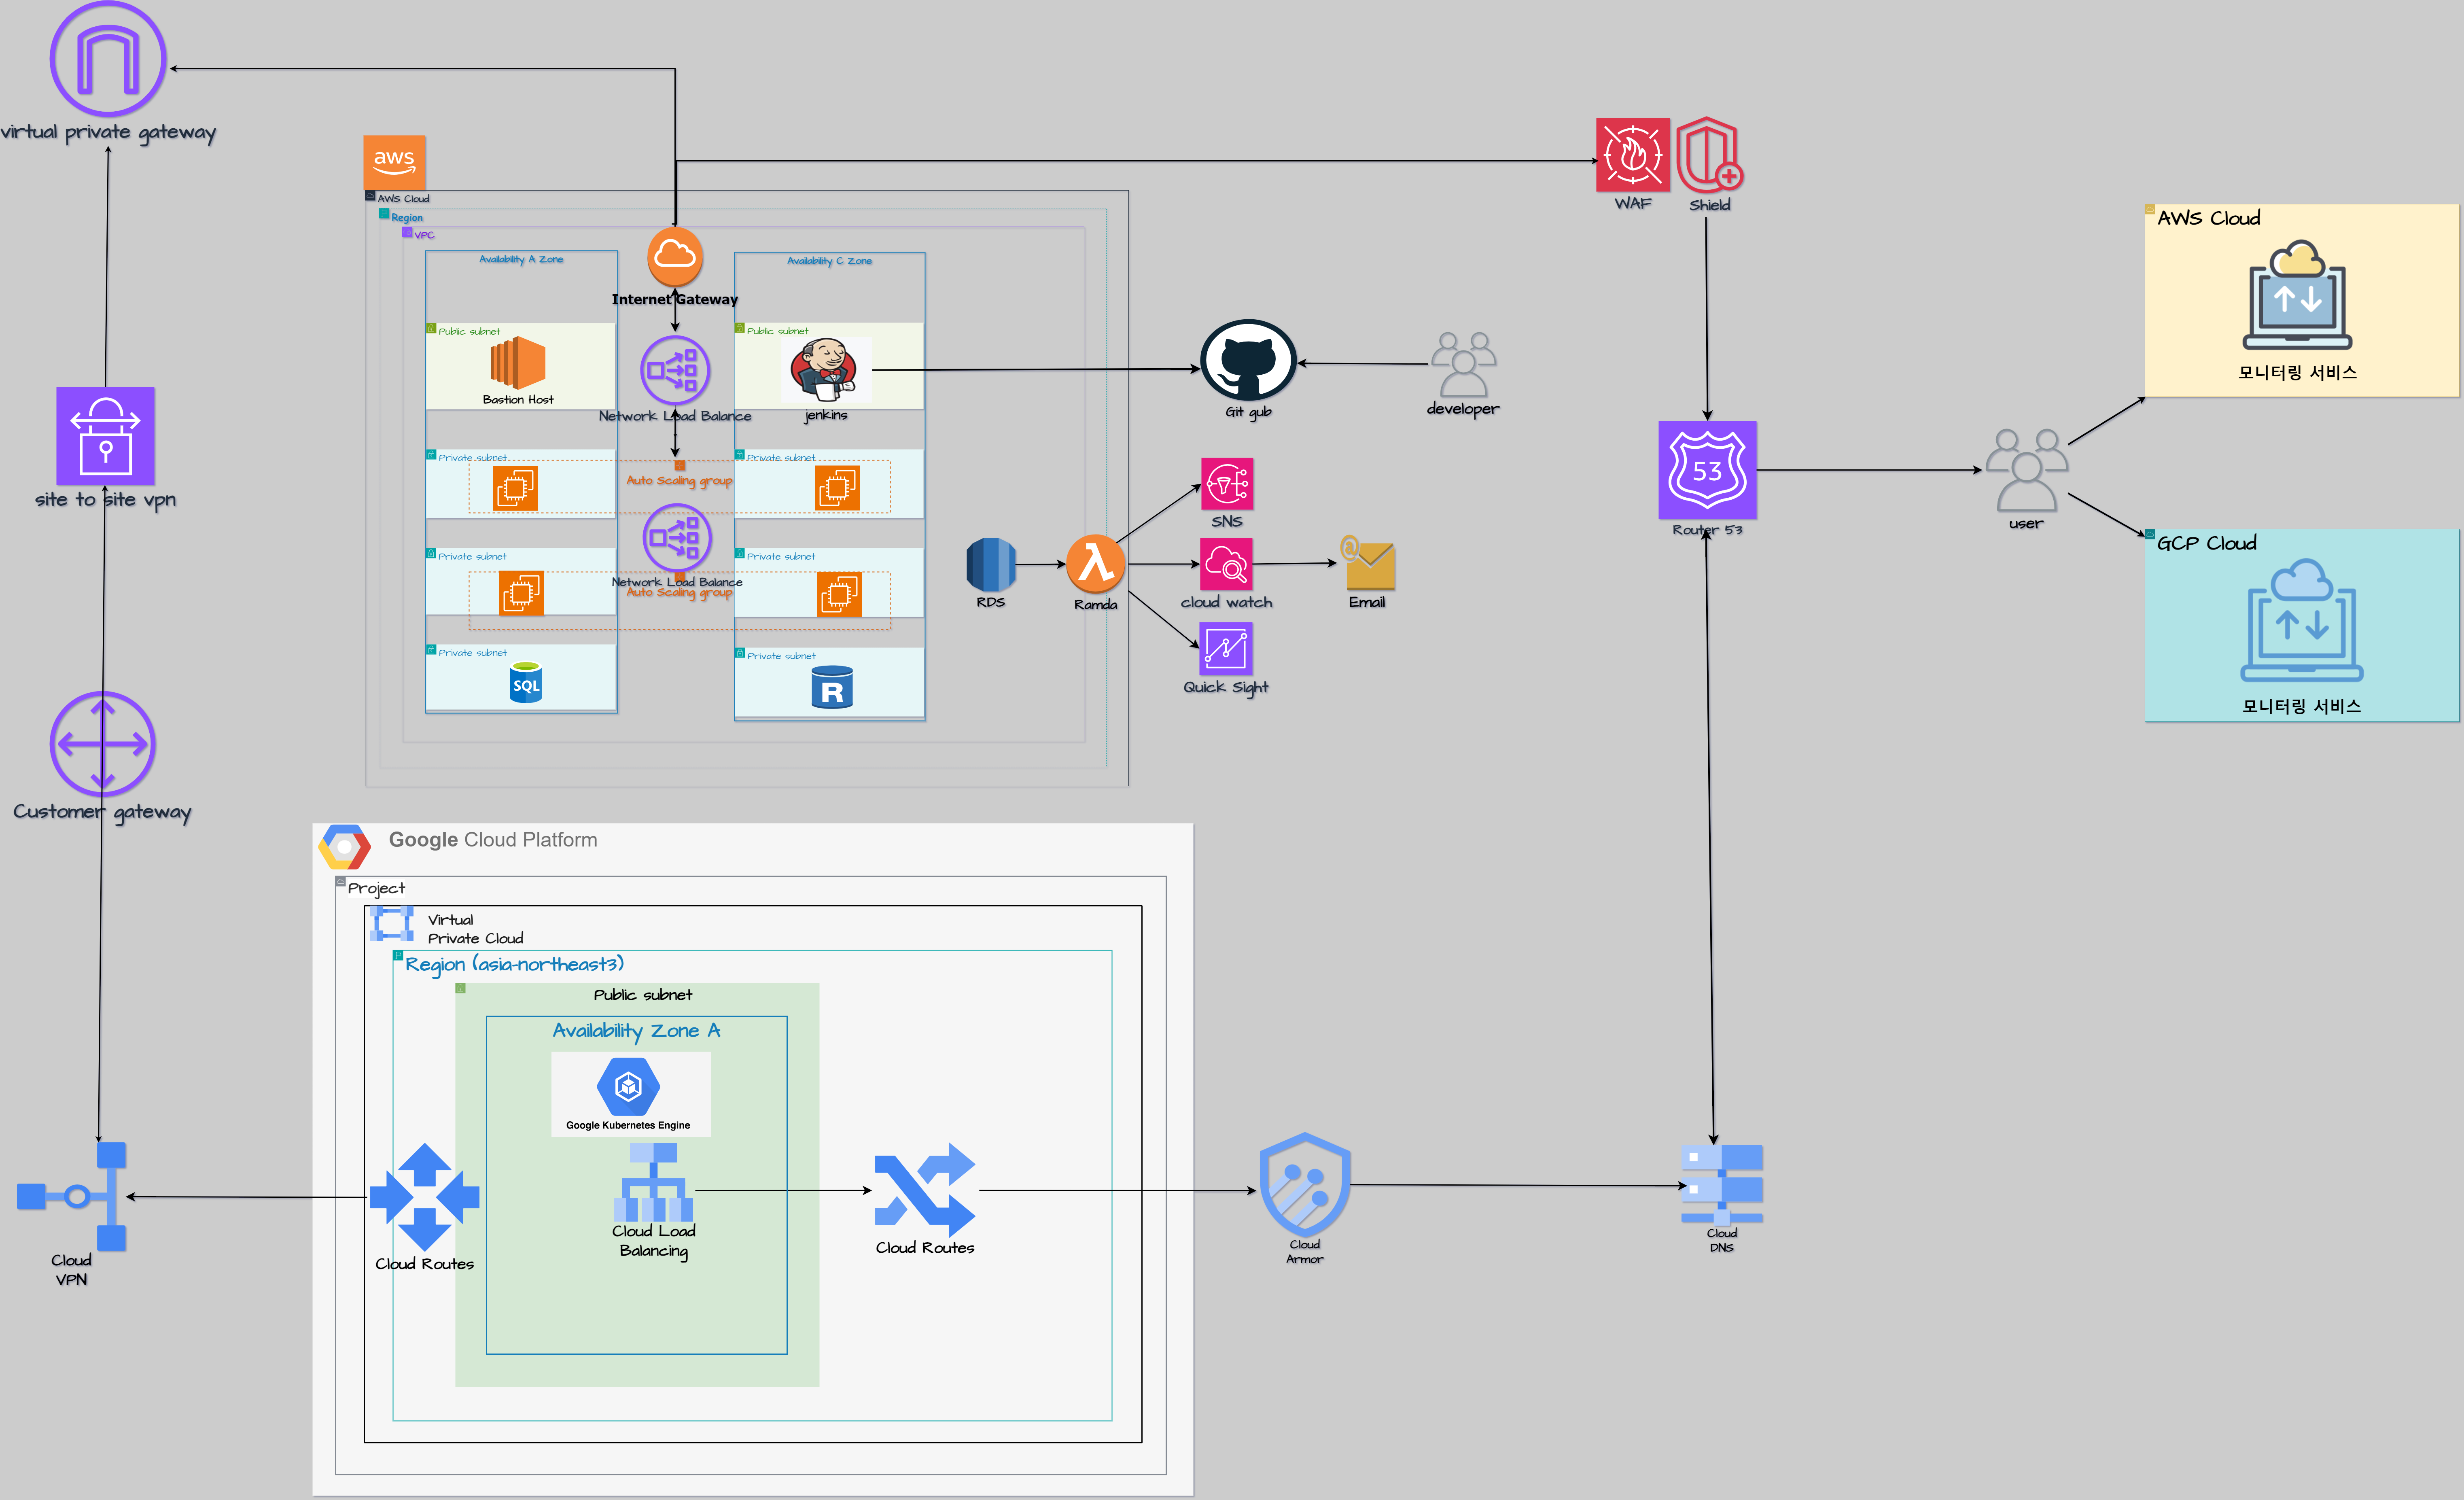 virtual private gateway
aws
AWS Cloud
Region
VPC
Availability A Zone
Availability C Zone
Internet Gateway
Public subnet
Bastion Host
Public subnet
jenkins
Network Load Balance
Private subnet
Private subnet
Auto Scaling group
Private subnet
Private subnet
Network Load Balance
Auto Scaling group
Private subnet
SQL
Private subnet
R
site to site vpn
Customer gateway
WAF
Shield
Git gub
developer
SNS
RDS
Ramda
cloud watch
@
Email
Quick Sight
53
Router 53
user
AWS Cloud
모니터링 서비스
GCP Cloud
모니터링 서비스
Google Cloud Platform
Project
Virtual
Private Cloud
Region (asia-northeast3)
Public subnet
Availability Zone A
Google Kubernetes Engine
Cloud Load
Balancing
Cloud Routes
Cloud Routes
Cloud
VPN
Cloud
Armor
Cloud
DNS